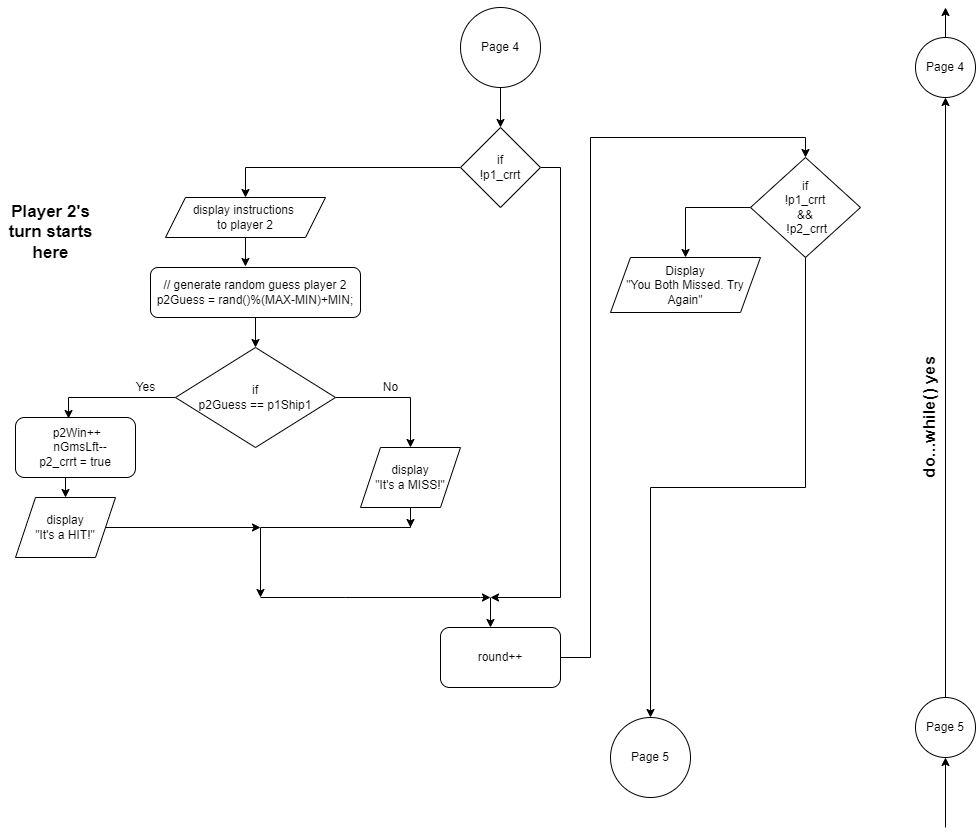 Page 4
Page 4
if
!p1_crrt
if
!p1_crrt
&&
!p2_crrt
Player 2's
turn starts
here
display instructions
to player 2
Display
"You Both Missed. Try
Again"
// generate random guess player 2
p2Guess = rand()%(MAX-MIN)+MIN;
Yes
if
p2Guess == p1Ship1
No
do...while() yes
p2Win++
nGmsLft--
p2_crrt = true
display
"It's a MISS!"
display
"It's a HIT!"
round++
Page 5
Page 5